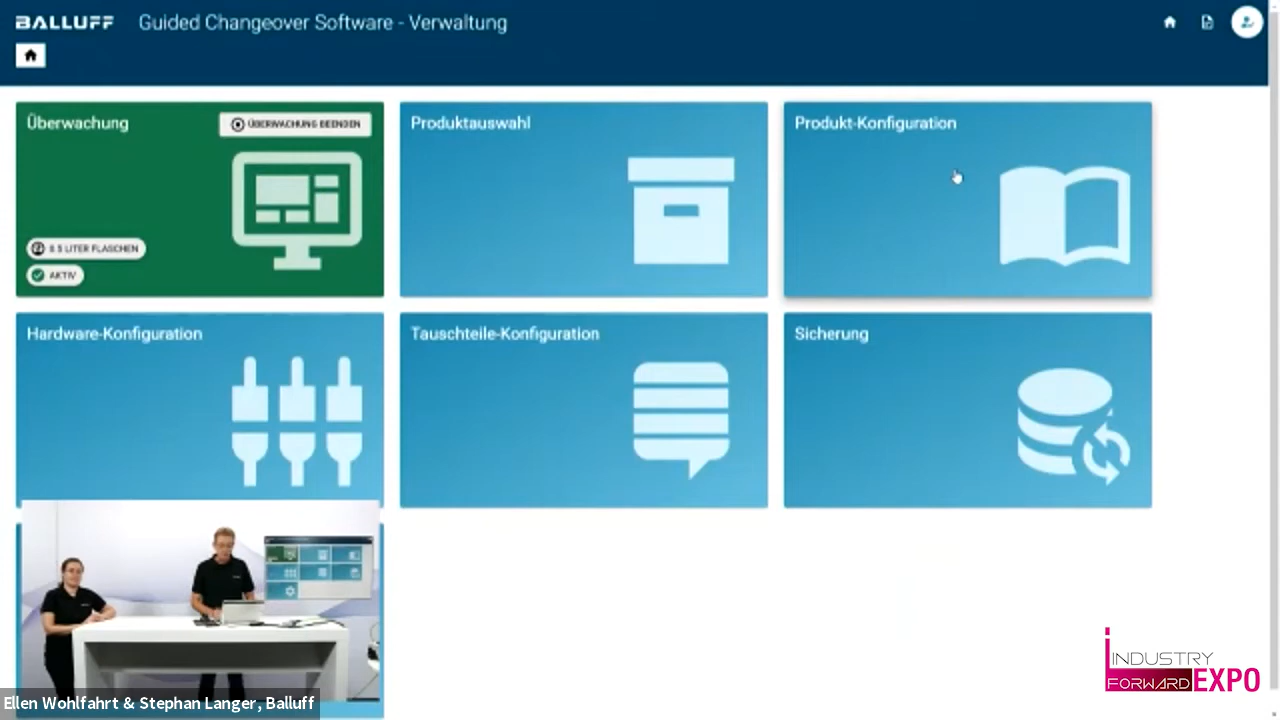 BALLUFF Guided Changeover Software - Verwaltung
Überwachung
ÜBERWACHUNG BEENDEN
0.5 LITER FLASCHEN
AKTIV
Produktauswahl
Produkt-Konfiguration
Hardware-Konfiguration
Tauschteile-Konfiguration
Sicherung
Ellen Wohlfahrt & Stephan Langer, Balluff
INDUSTRY
FORWARD EXPO